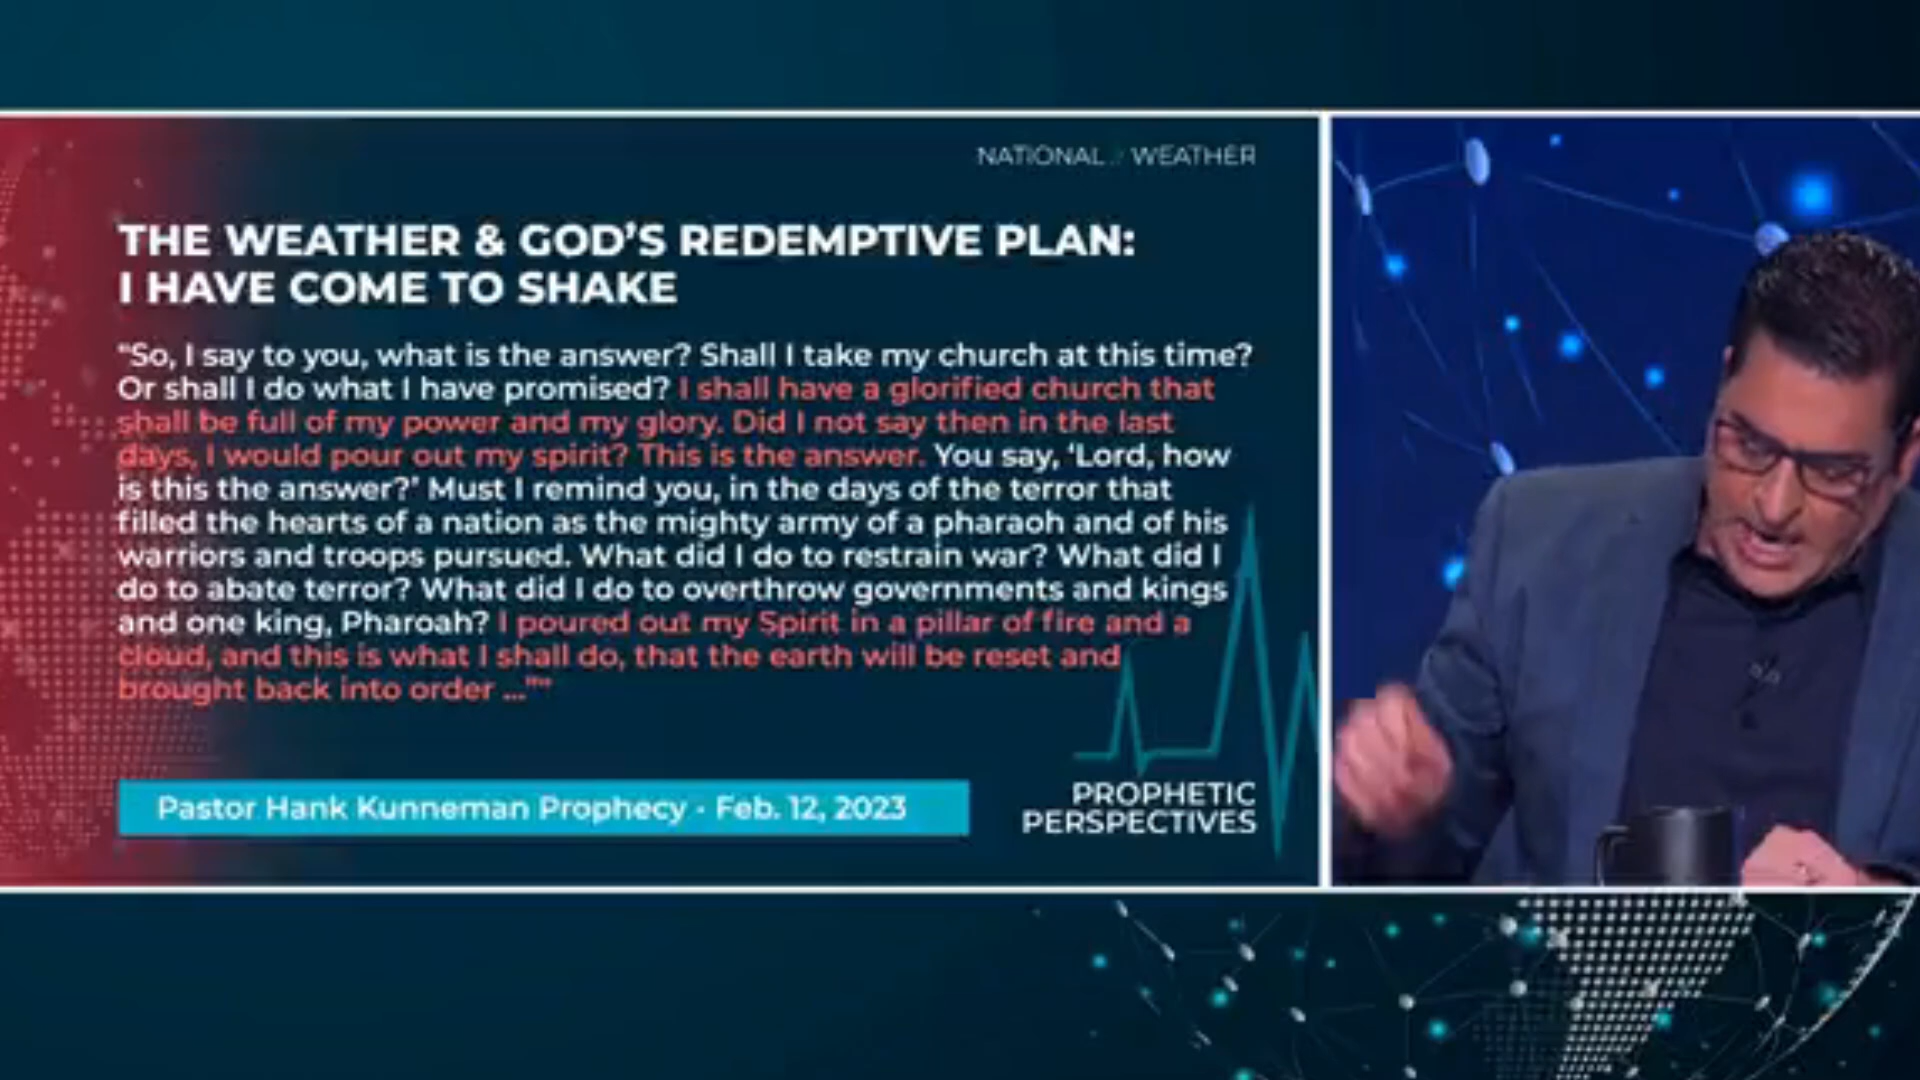 NATIONAL // WEATHER
THE WEATHER & GOD'S REDEMPTIVE PLAN:
I HAVE COME TO SHAKE
"So, I say to you, what is the answer? Shall I take my church at this time?
Or shall I do what I have promised? I shall have a glorified church that
shall be full of my power and my glory. Did I not say then in the last
days, I would pour out my spirit? This is the answer. You say, ‘Lord, how
is this the answer?’ Must I remind you, in the days of the terror that
filled the hearts of a nation as the mighty army of a pharaoh and of his
warriors and troops pursued. What did I do to restrain war? What did I
do to abate terror? What did I do to overthrow governments and kings
and one king, Pharoah? I poured out my Spirit in a pillar of fire and a
cloud, and this is what I shall do, that the earth will be reset and
brought back into order ...""
Pastor Hank Kunneman Prophecy - Feb. 12, 2023
PROPHETIC
PERSPECTIVES